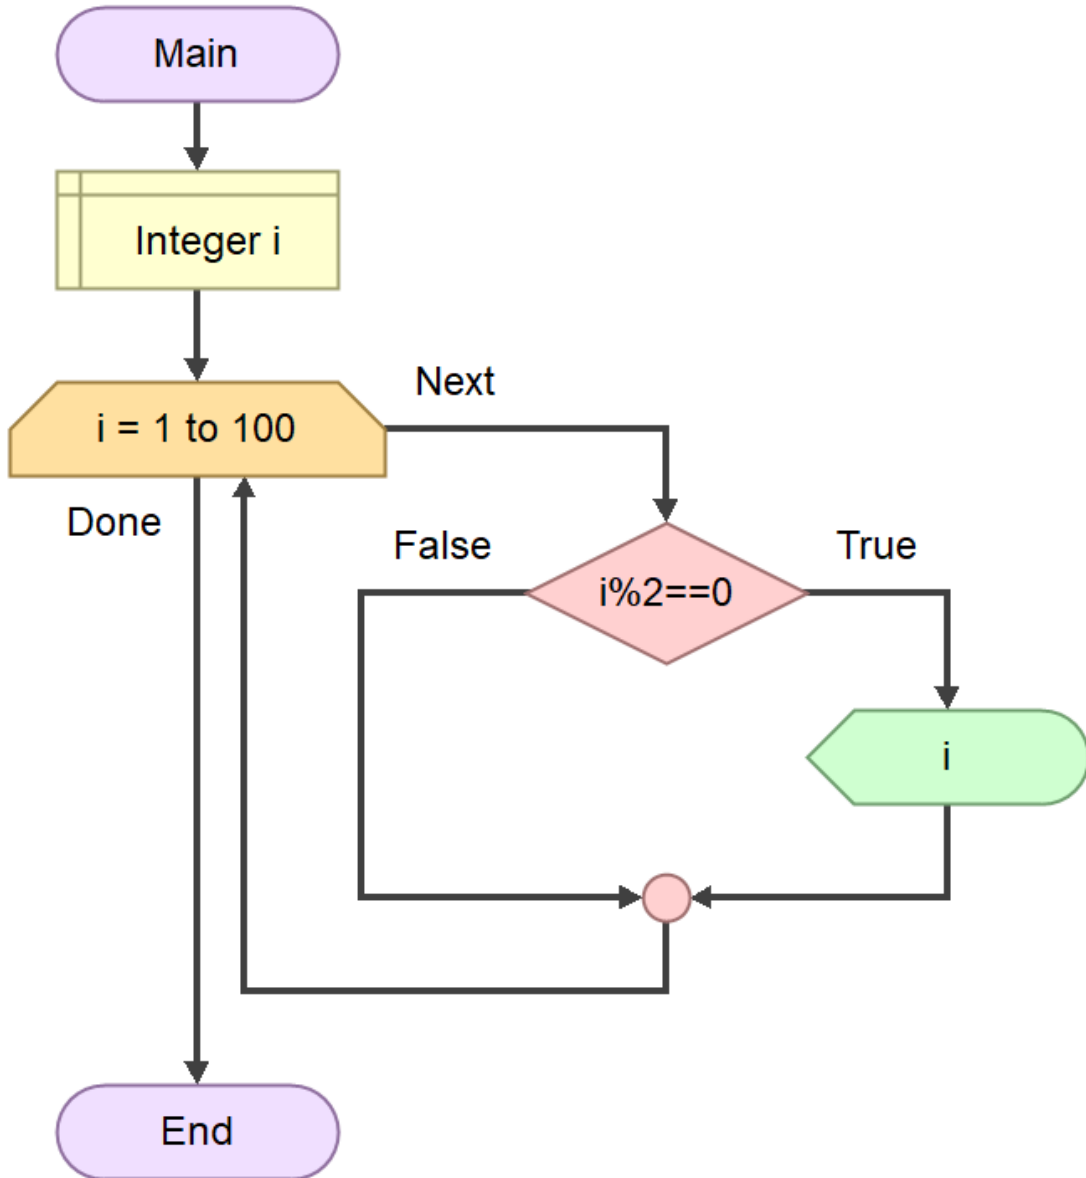 Main
Integer i
i = 1 to 100
Next
Done
False
True
i%2==0
i
End